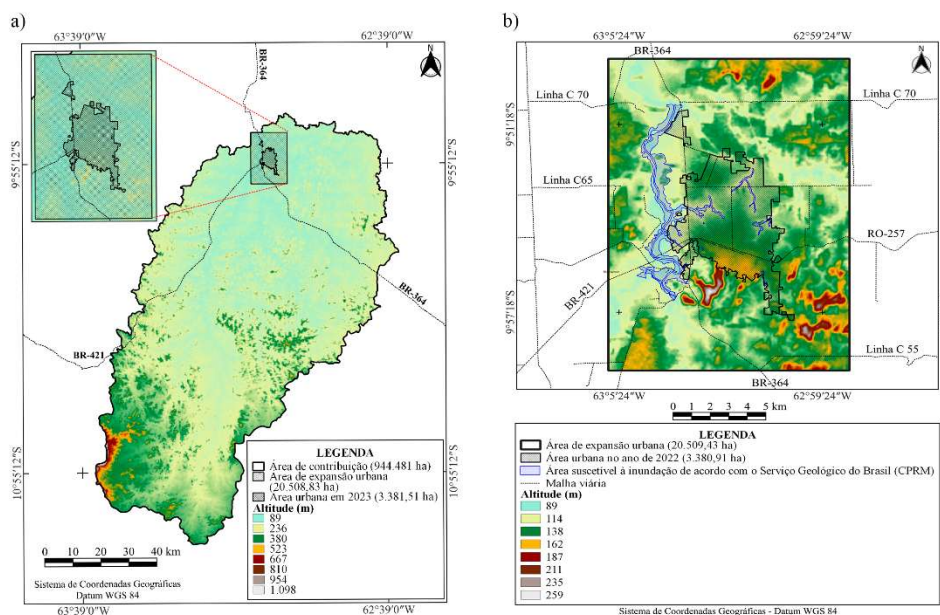 a)
63°39'0"W
62°39'0"W
BR-364
N
9°55'12"S
9°55'12"S
BR-364
BR-421
10°55'12"S
10°55'12"S
LEGENDA
Área de contribuição (944.481 ha)
Área de expansão urbana
(20.508,83 ha)
Área urbana em 2023 (3.381,51 ha)
Altitude (m)
89
236
380
523
667
810
954
1.098
0 10 20 30 40 km
Sistema de Coordenadas Geográficas
Datum WGS 84
63°39'0"W
62°39'0"W
b)
63°5'24"W
62°59'24"W
BR-364
N
Linha C 70
Linha C 70
9°51'18"S
9°51'18"S
Linha C65
RO-257
BR-421
9°57'18"S
9°57'18"S
Linha C 55
BR-364
63°5'24"W
62°59'24"W
0 1 2 3 4 5 km
LEGENDA
Área de expansão urbana (20.509,43 ha)
Área urbana no ano de 2022 (3.380,91 ha)
Área suscetível à inundação de acordo com o Serviço Geológico do Brasil (CPRM)
Malha viária
Altitude (m)
89
114
138
162
187
211
235
259
Sistema de Coordenadas Geográficas - Datum WGS 84